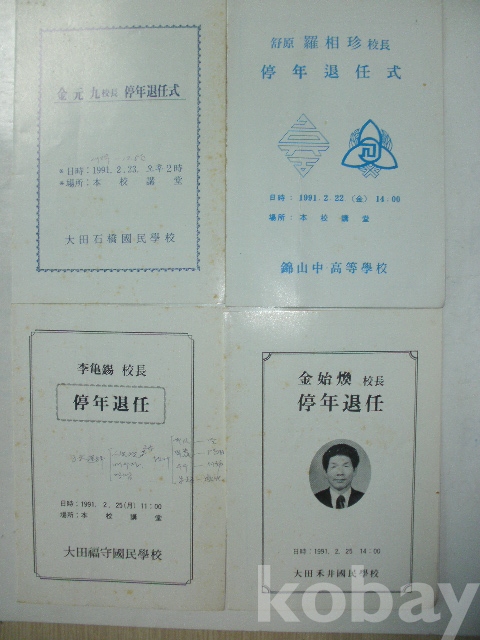 金元九 校長 停年退任式
*日時: 1991. 2. 23. 오후 2時
*場所: 本校講堂
大田石橋國民學校
舒原 羅相珍 校長
停年退任式
日時: 1991. 2. 22 (金) 14:00
場所: 本校講堂
錦山中·高等學校
李龜錫 校長
停年退任
日時: 1991. 2. 25(月) 11:00
場所: 本校講堂
大田福守國民學校
金始煥 校長
停年退任
日時: 1991. 2. 25. 14:00
大田禾井國民學校
kobay